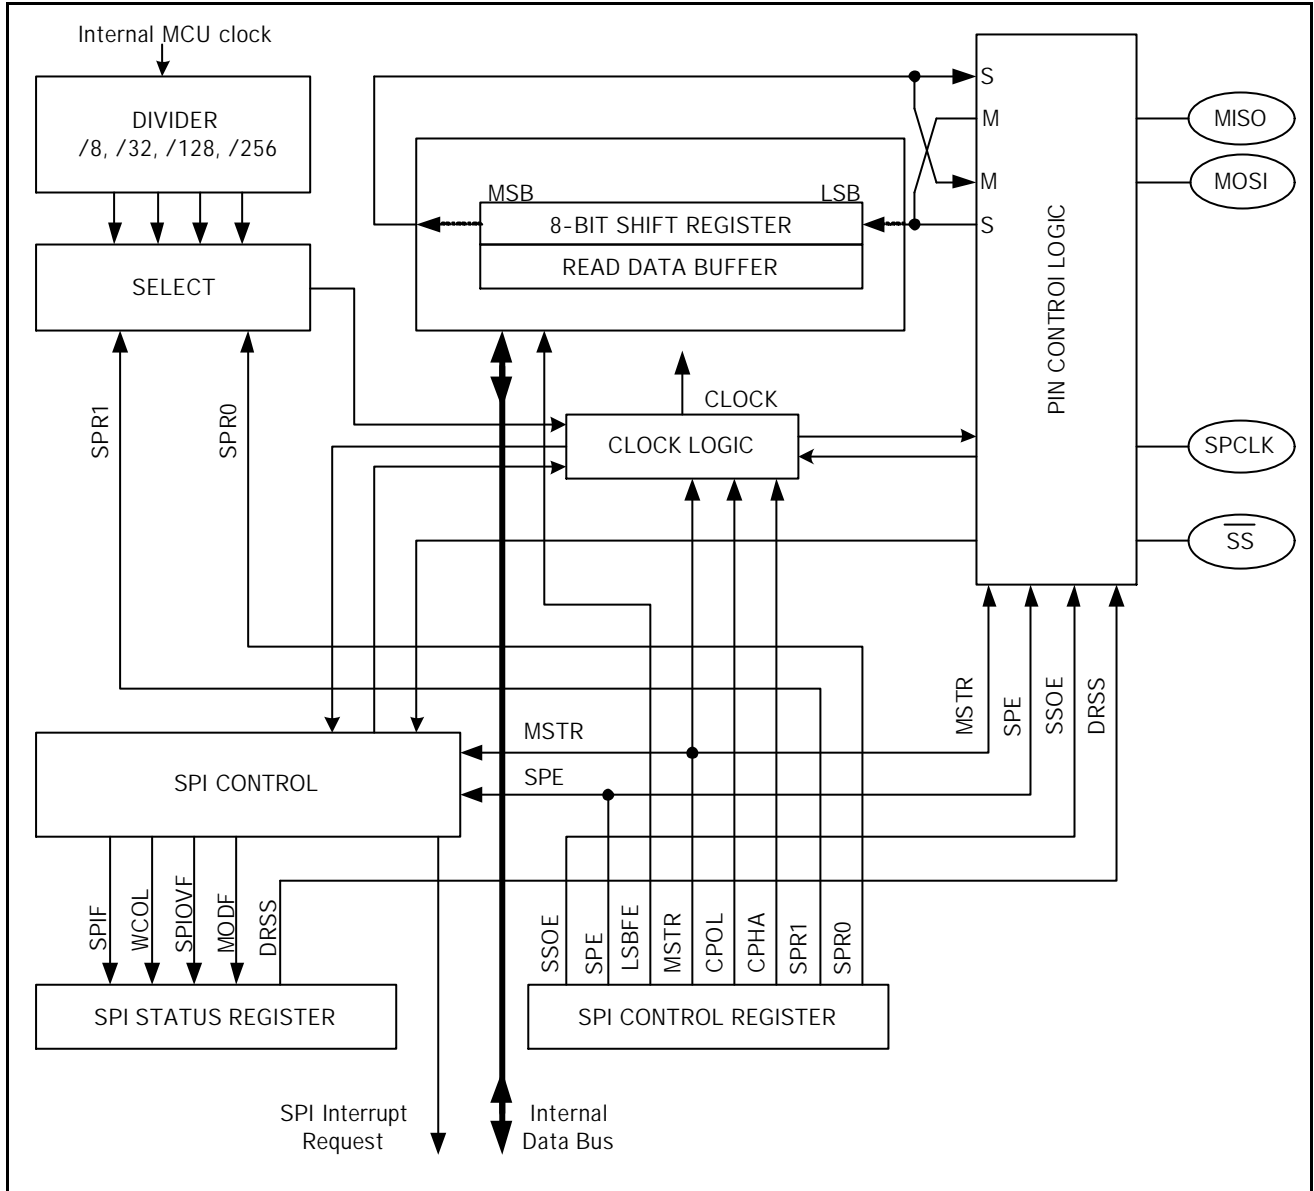 Internal MCU clock
DIVIDER
/8, /32, /128, /256
SELECT
SPR1
SPR0
MSB
LSB
8-BIT SHIFT REGISTER
READ DATA BUFFER
CLOCK
CLOCK LOGIC
S
M
M
S
PIN CONTROl LOGIC
MISO
MOSI
SPCLK
SS
MSTR
SPE
SSOE
DRSS
MSTR
SPE
SPI CONTROL
SPIF
WCOL
SPIOVF
MODF
DRSS
SSOE
SPE
LSBFE
MSTR
CPOL
CPHA
SPR1
SPR0
SPI STATUS REGISTER
SPI CONTROL REGISTER
SPI Interrupt
Request
Internal
Data Bus